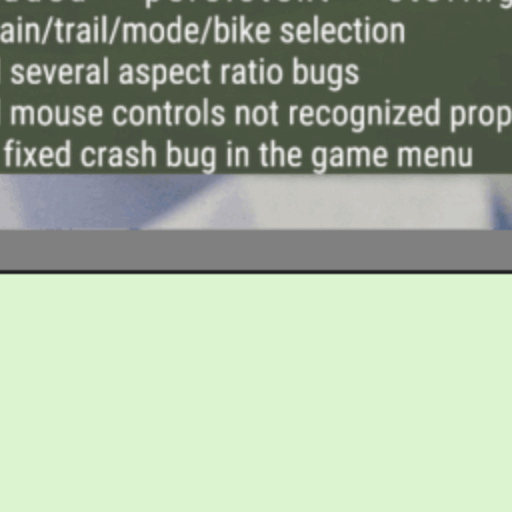 ain/trail/mode/bike selection
several aspect ratio bugs
mouse controls not recognized prop
fixed crash bug in the game menu